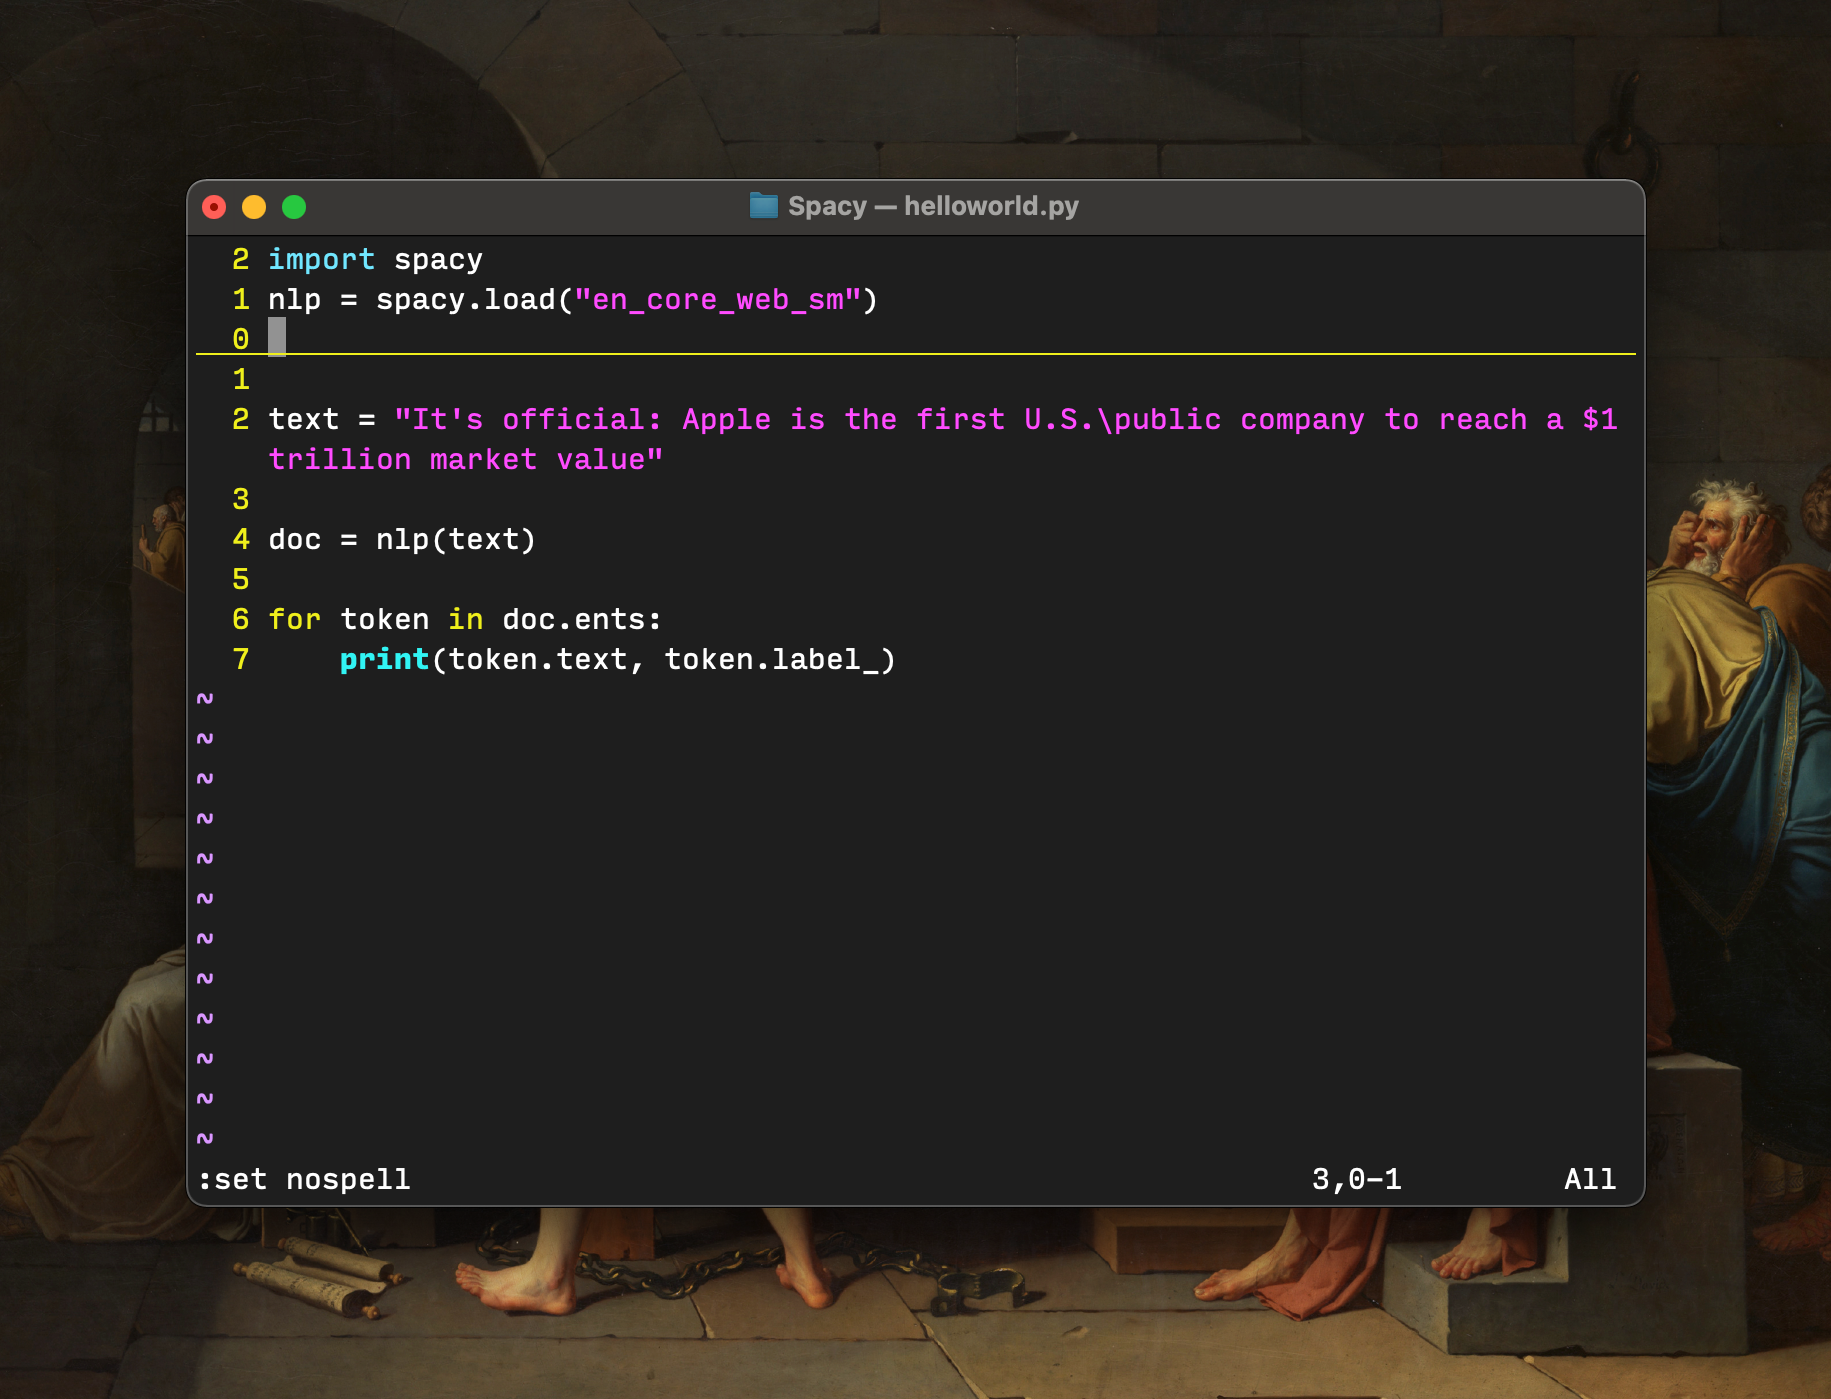 Spacy — helloworld.py
2 import spacy
1 nlp = spacy.load("en_core_web_sm")
0
1
2 text = "It's official: Apple is the first U.S.\public company to reach a $1
trillion market value"
3
4 doc = nlp(text)
5
6 for token in doc.ents:
7     print(token.text, token.label_)
~
~
~
~
~
~
~
~
~
~
~
~
:set nospell 3,0-1 All